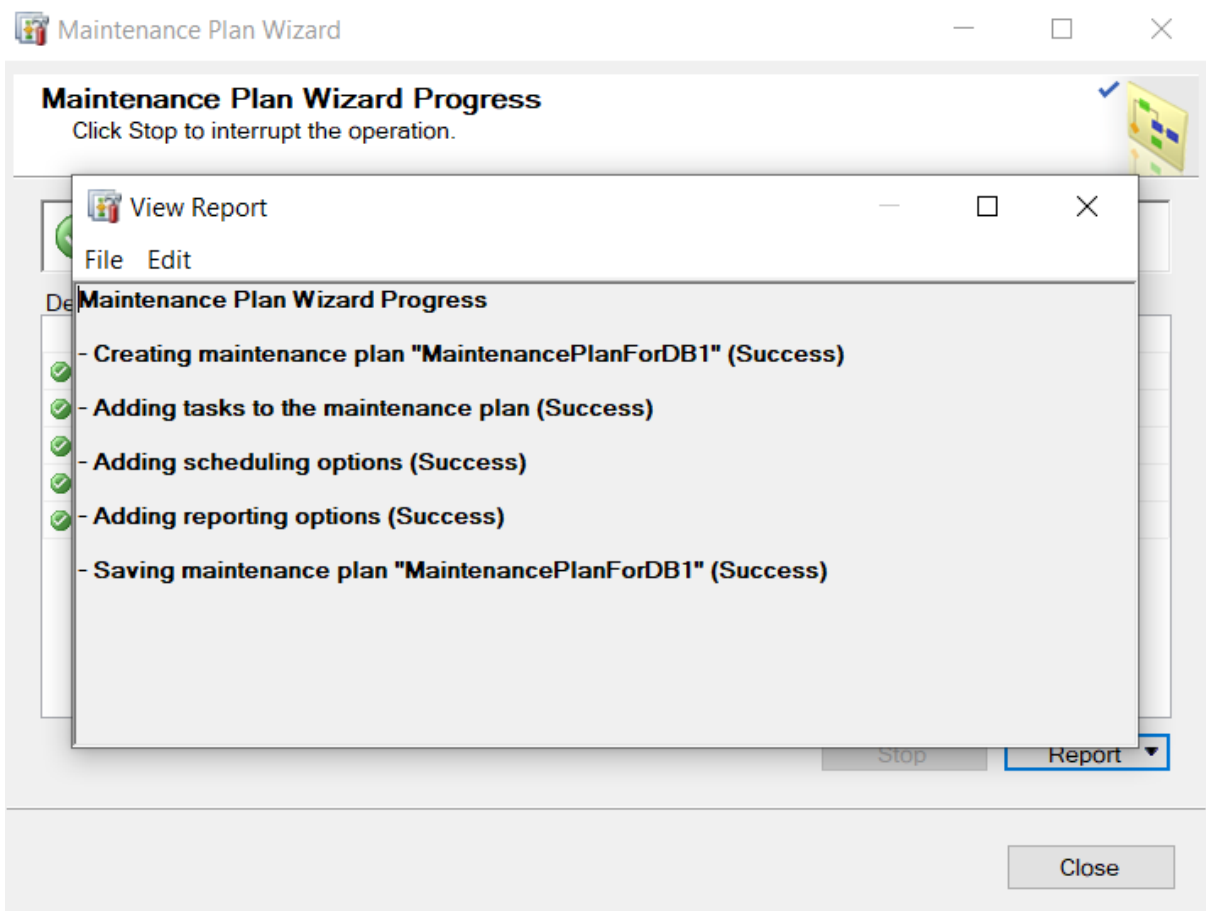 Maintenance Plan Wizard
Maintenance Plan Wizard Progress
Click Stop to interrupt the operation.
View Report
File Edit
De
Maintenance Plan Wizard Progress
- Creating maintenance plan "MaintenancePlanForDB1" (Success)
- Adding tasks to the maintenance plan (Success)
- Adding scheduling options (Success)
- Adding reporting options (Success)
- Saving maintenance plan "MaintenancePlanForDB1" (Success)
Stop Report
Close